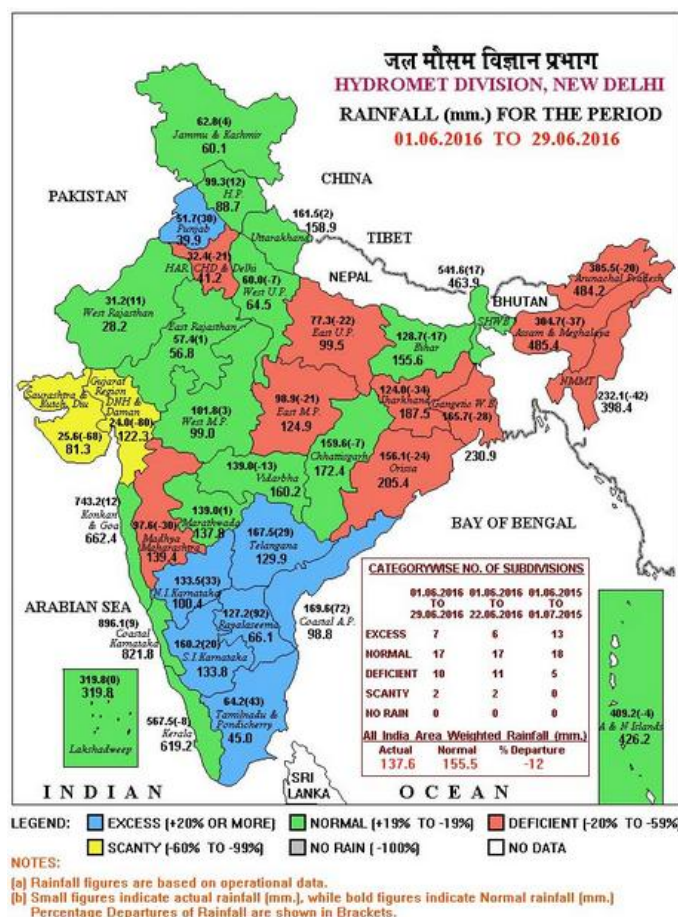 जल मौसम विज्ञान प्रभाग
HYDROMET DIVISION, NEW DELHI
RAINFALL (mm.) FOR THE PERIOD
01.06.2016 TO 29.06.2016
62.8(4)
Jammu & Kashmir
60.1
CHINA
PAKISTAN
99.3(12)
H.P.
88.7
51.7(30)
Punjab
39.9
161.5(2)
158.9
Uttarakhand
TIBET
32.4(-21)
HAR. CHD & Delhi
41.2
NEPAL
60.0(-7)
West U.P.
64.5
541.6(17)
463.9
BHUTAN
SHWB
385.5(-20)
Arunachal Pradesh
484.2
304.7(-37)
Assam & Meghalaya
485.4
NMMT
232.1(-42)
398.4
31.2(11)
West Rajasthan
28.2
East Rajasthan
57.4(1)
56.8
77.3(-22)
East U.P.
99.5
128.7(-17)
Bihar
155.6
Saurashtra &
Kutch, Diu
25.6(-68)
81.3
Gujarat
Region
DNH &
Daman
24.0(-80)
122.3
101.8(3)
West M.P.
99.0
98.9(-21)
East M.P.
124.9
124.0(-34)
Jharkhand
187.5
Gangetic W.B.
165.7(-28)
230.9
159.6(-7)
Chhattisgarh
172.4
156.1(-24)
Orissa
205.4
139.0(-13)
Vidarbha
160.2
743.2(12)
Konkan
& Goa
662.4
139.0(1)
Marathwada
137.8
97.6(-30)
Madhya
Maharashtra
139.4
167.5(29)
Telangana
129.9
BAY OF BENGAL
ARABIAN SEA
133.5(33)
N.I. Karnataka
100.4
127.2(92)
Rayalaseema
66.1
169.6(72)
Coastal A.P.
98.8
896.1(9)
Coastal
Karnataka
821.8
160.2(20)
S.I. Karnataka
133.8
64.2(43)
Tamilnadu &
Pondicherry
45.0
319.8(0)
319.8
Lakshadweep
567.5(-8)
Kerala
619.2
SRI
LANKA
409.2(-4)
A & N Islands
426.2
INDIAN OCEAN
CATEGORYWISE NO. OF SUBDIVISIONS
01.06.2016 01.06.2016 01.06.2015
TO TO TO
29.06.2016 22.06.2016 01.07.2015
EXCESS 7 6 13
NORMAL 17 17 18
DEFICIENT 10 11 5
SCANTY 2 2 0
NO RAIN 0 0 0
All India Area Weighted Rainfall (mm.)
Actual Normal % Departure
137.6 155.5 -12
LEGEND: EXCESS (+20% OR MORE) NORMAL (+19% TO -19%) DEFICIENT (-20% TO -59%)
SCANTY (-60% TO -99%) NO RAIN (-100%) NO DATA
NOTES:
(a) Rainfall figures are based on operational data.
(b) Small figures indicate actual rainfall (mm.), while bold figures indicate Normal rainfall (mm.)
Percentage Departures of Rainfall are shown in Brackets.